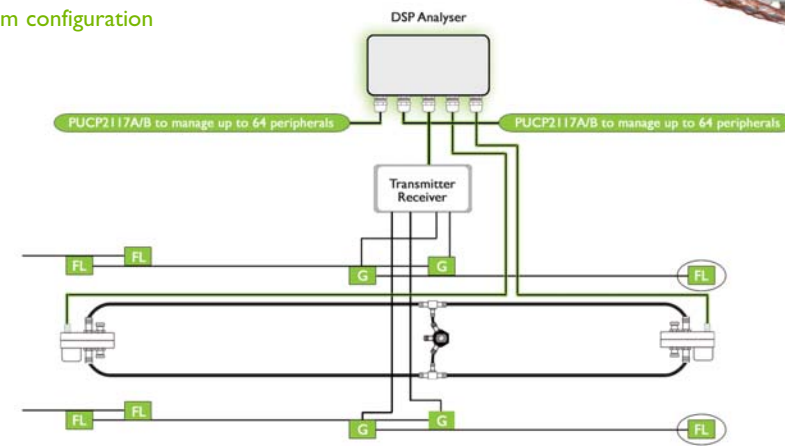 m configuration
DSP Analyser
PUCP2117A/B to manage up to 64 peripherals
PUCP2117A/B to manage up to 64 peripherals
Transmitter
Receiver
FL
FL
G
G
FL
FL
FL
G
G
FL